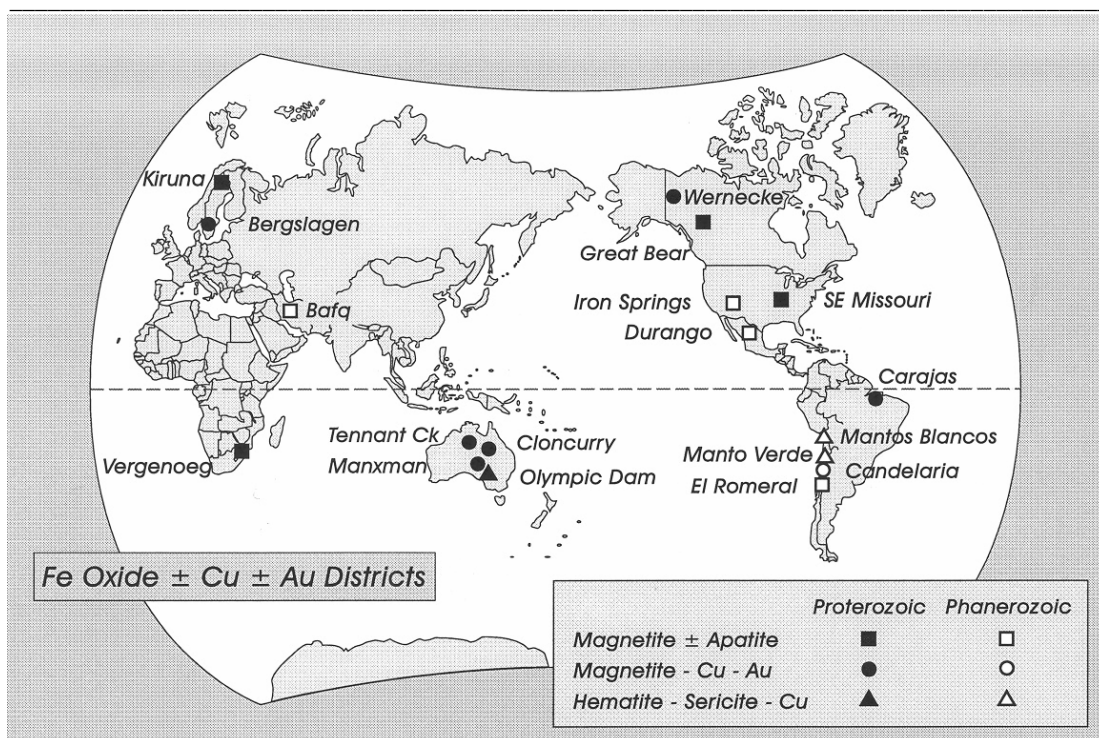 Kiruna
Wernecke
Bergslagen
Great Bear
Bafq
Iron Springs
SE Missouri
Durango
Carajas
Tennant Ck
Cloncurry
Mantos Blancos
Manxman
Manto Verde
Vergenoeg
Olympic Dam
Candelaria
El Romeral
Fe Oxide ± Cu ± Au Districts
Proterozoic Phanerozoic
Magnetite ± Apatite
Magnetite - Cu - Au
Hematite - Sericite - Cu